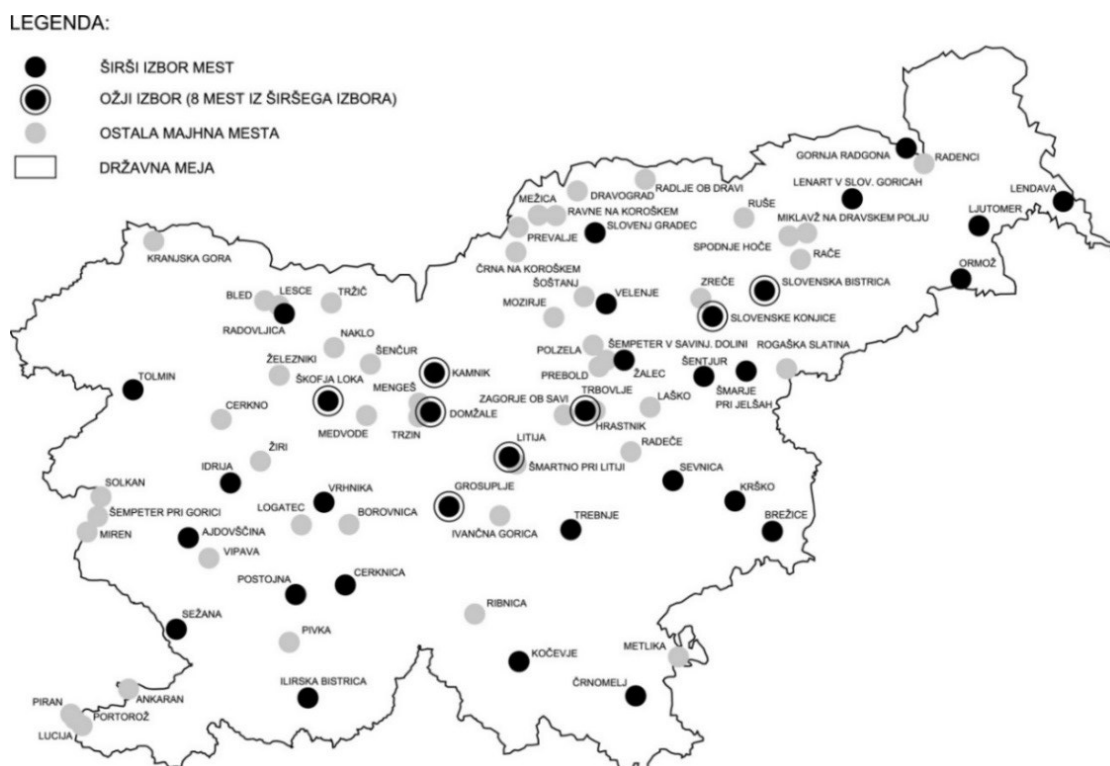 LEGENDA:
ŠIRŠI IZBOR MEST
OŽJI IZBOR (8 MEST IZ ŠIRŠEGA IZBORA)
OSTALA MAJHNA MESTA
DRŽAVNA MEJA
GORNJA RADGONA
RADENCI
LENART V SLOV. GORICAH
LENDAVA
RADLJE OB DRAVI
DRAVOGRAD
MEŽICA
RAVNE NA KOROŠKEM
RUŠE
MIKLAVŽ NA DRAVSKEM POLJU
LJUTOMER
PREVALJE
SLOVENJ GRADEC
SPODNJE HOČE
RAČE
KRANJSKA GORA
ČRNA NA KOROŠKEM
ORMOŽ
ŠOŠTANJ
ZREČE
SLOVENSKA BISTRICA
BLED
LESCE
TRŽIČ
MOZIRJE
VELENJE
SLOVENSKE KONJICE
RADOVLJICA
NAKLO
ŠENČUR
POLZELA
ŠEMPETER V SAVINJ. DOLINI
ROGAŠKA SLATINA
ŽELEZNIKI
KAMNIK
PREBOLD
ŽALEC
ŠENTJUR
TOLMIN
ŠKOFJA LOKA
MENGEŠ
TRBOVLJE
ŠMARJE
PRI JELŠAH
ZAGORJE OB SAVI
LAŠKO
CERKNO
DOMŽALE
MEDVODE
TRZIN
HRASTNIK
LITIJA
RADEČE
ŽIRI
ŠMARTNO PRI LITIJI
IDRIJA
SEVNICA
SOLKAN
VRHNIKA
GROSUPLJE
KRŠKO
ŠEMPETER PRI GORICI
LOGATEC
BOROVNICA
BREŽICE
MIREN
AJDOVŠČINA
IVANČNA GORICA
TREBNJE
VIPAVA
POSTOJNA
CERKNICA
SEŽANA
RIBNICA
PIVKA
METLIKA
KOČEVJE
ILIRSKA BISTRICA
ČRNOMELJ
ANKARAN
PIRAN
PORTOROŽ
LUCIJA